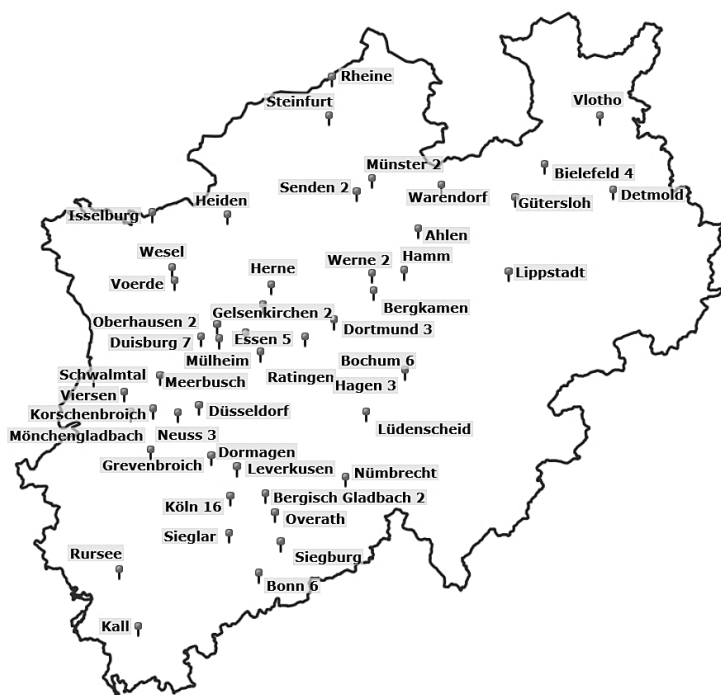 Rheine
Steinfurt
Vlotho
Münster 2
Bielefeld 4
Senden 2
Warendorf
Detmold
Heiden
Gütersloh
Isselburg
Ahlen
Wesel
Werne 2
Hamm
Herne
Lippstadt
Voerde
Bergkamen
Gelsenkirchen 2
Oberhausen 2
Dortmund 3
Duisburg 7
Essen 5
Mülheim
Bochum 6
Schwalmtal
Meerbusch
Ratingen
Hagen 3
Viersen
Korschenbroich
Düsseldorf
Lüdenscheid
Mönchengladbach
Neuss 3
Dormagen
Grevenbroich
Leverkusen
Nümbrecht
Bergisch Gladbach 2
Köln 16
Overath
Sieglar
Siegburg
Rursee
Bonn 6
Kall